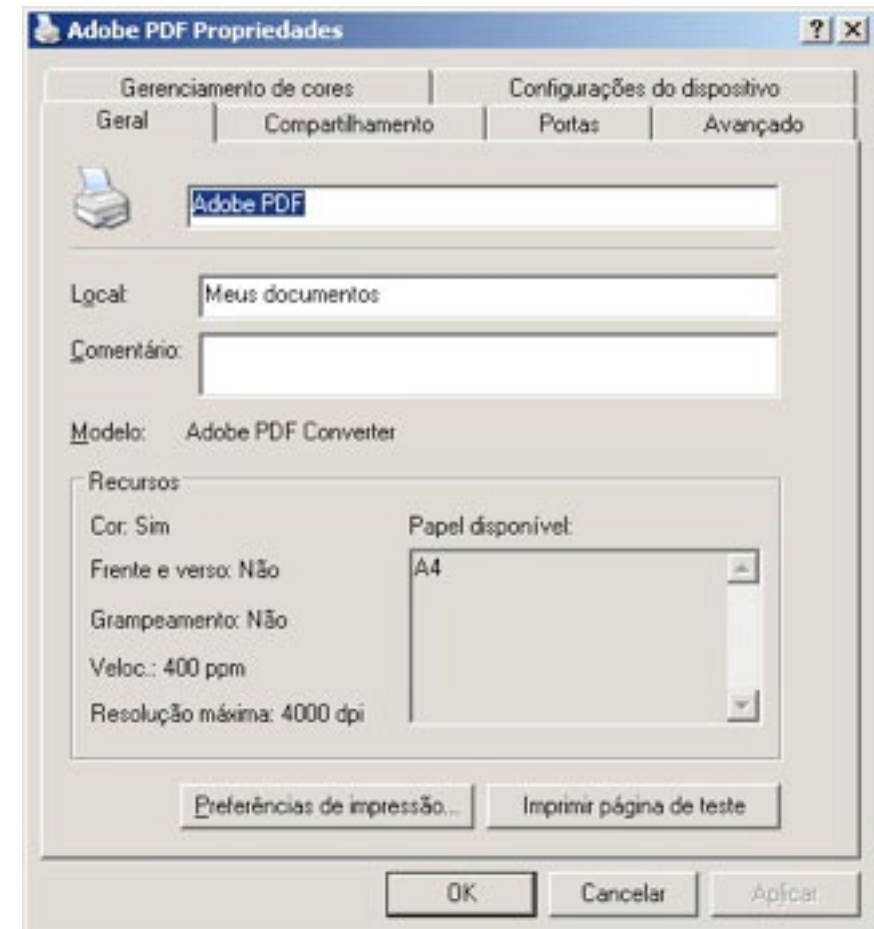 Adobe PDF Propriedades
Gerenciamento de cores Configurações do dispositivo
Geral Compartilhamento Portas Avançado
Adobe PDF
Local: Meus documentos
Comentário:
Modelo: Adobe PDF Converter
Recursos
Cor: Sim Papel disponível:
Frente e verso: Não A4
Grampeamento: Não
Veloc.: 400 ppm
Resolução máxima: 4000 dpi
Preferências de impressão... Imprimir página de teste
OK Cancelar Aplicar